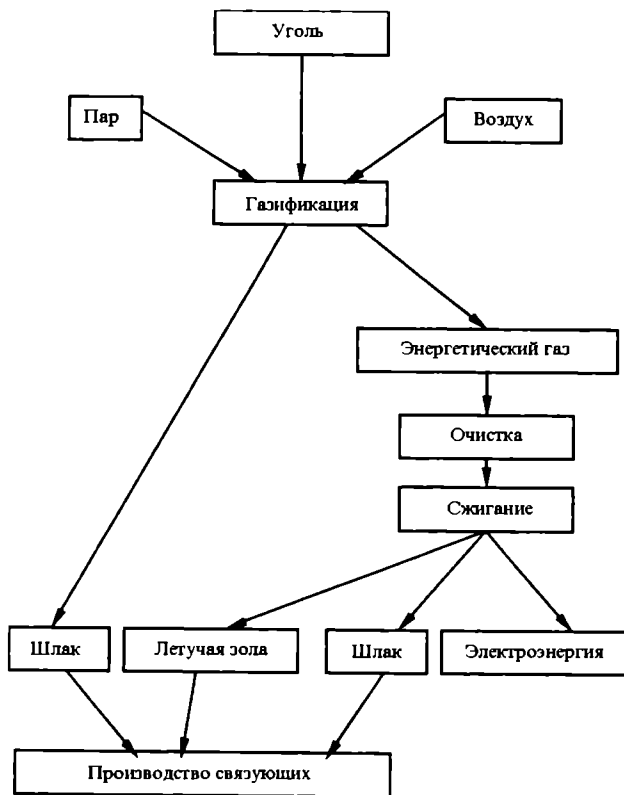 Уголь
Пар
Воздух
Газификация
Энергетический газ
Очистка
Сжигание
Шлак
Летучая зола
Шлак
Электроэнергия
Производство связующих